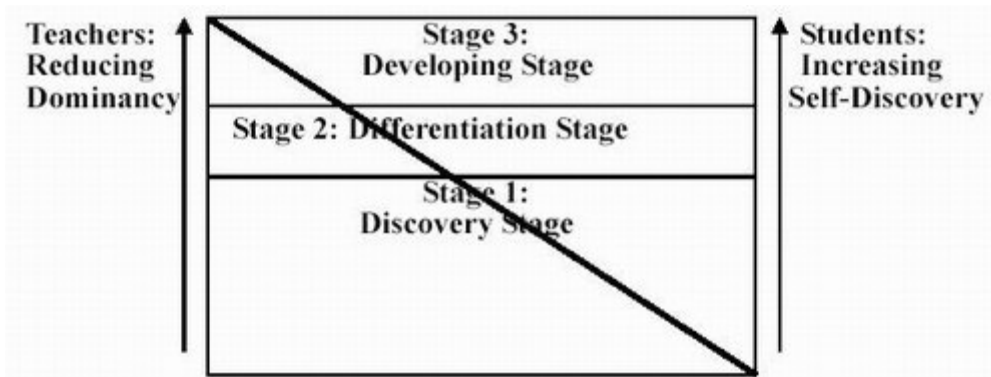 Teachers:
Reducing
Dominancy
Stage 3:
Developing Stage
Stage 2: Differentiation Stage
Stage 1:
Discovery Stage
Students:
Increasing
Self-Discovery